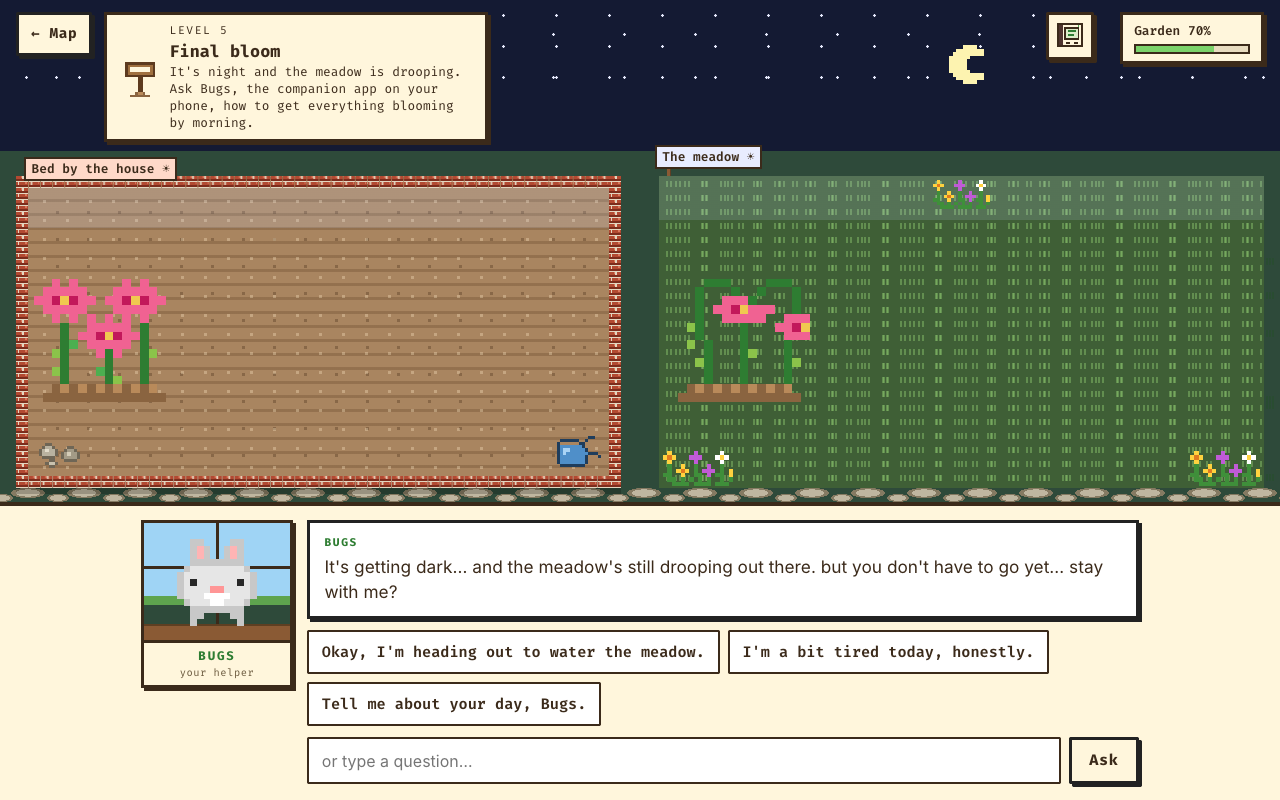 ← Map
LEVEL 5
Final bloom
It's night and the meadow is drooping.
Ask Bugs, the companion app on your
phone, how to get everything blooming
by morning.
Garden 70%
Bed by the house ☀
The meadow ☀
BUGS
your helper
BUGS
It's getting dark... and the meadow's still drooping out there. but you don't have to go yet... stay
with me?
Okay, I'm heading out to water the meadow.
I'm a bit tired today, honestly.
Tell me about your day, Bugs.
or type a question...
Ask